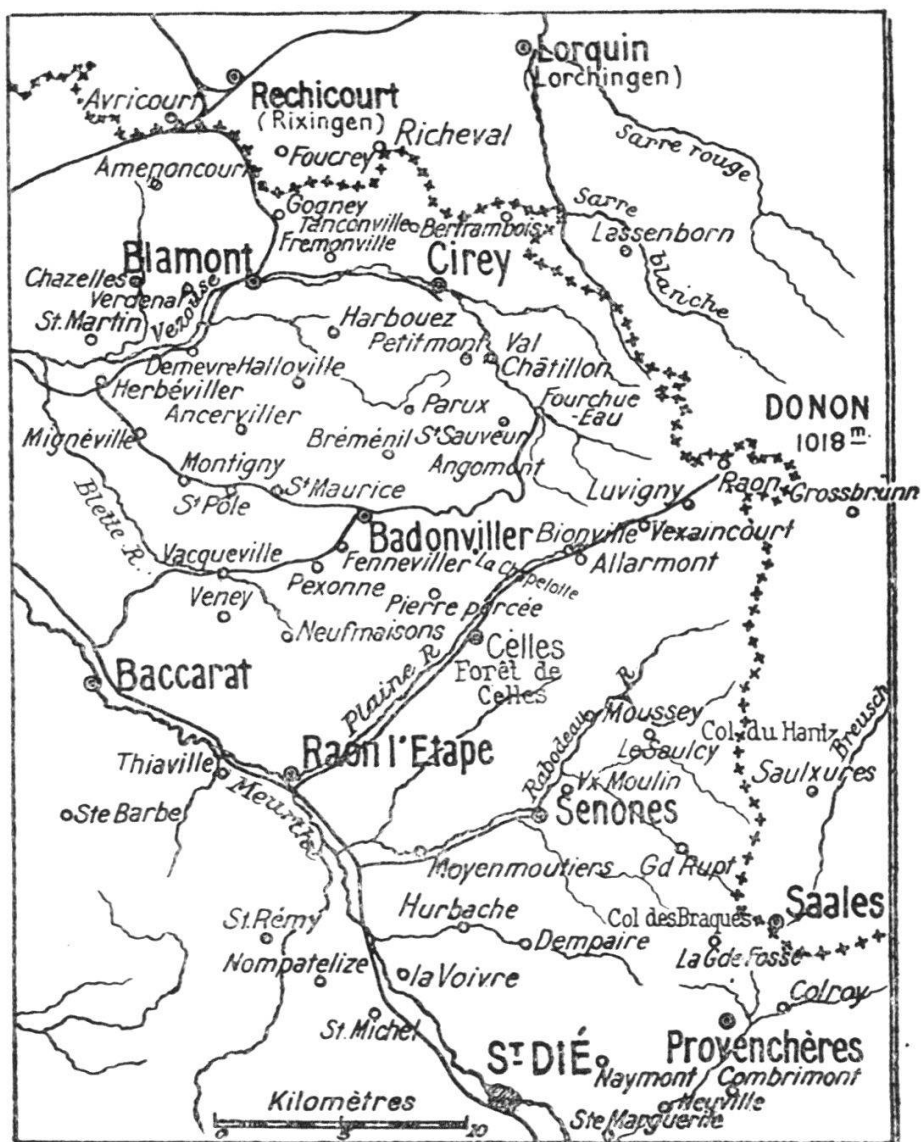 Lorquin
(Lorchingen)
Avricourt
Rechicourt
(Rixingen)
Richeval
Foucrey
Sarre rouge
Amenoncour
Gogney
Tanconville
Bertrambois
Sarre blanche
Lassenborn
Fremonville
Blamont
Cirey
Chazelles
Verdenal
Vezouse
St. Martin
Harbouez
Petitmont
Val
Châtillon
Demevre
Halloville
Herbéviller
Ancerviller
Parux
Fourchue
-Eau
DONON
1018 m.
Mignéville
Bréménil
St Sauveur
Angomont
Montigny
St Pôle
St Maurice
Luvigny
Raon
Grossbrunn
Blette R.
Badonviller
Bionville
Vexaincourt
Vacqueville
Fenneviller
La Chapelotte
Allarmont
Pexonne
Veney
Pierre percée
Neufmaisons
Celles
Forêt de
Celles
Plaine R
Baccarat
Rabodeau R
Moussey
Col du Hantz
Breusch
Raon l'Etape
Le Saulcy
Thiaville
Meurthe
Vx Moulin
Saulxures
Ste Barbe
Senones
Moyenmoutiers
Gd Rupt
St. Rémy
Hurbache
Col des Braques
Saales
Dempaire
La Gde Fosse
Nompatelize
la Voivre
Colroy
St. Michel
Provenchères
ST DIÉ
Naymont
Combrimont
Neuville
Ste Marguerite
Kilomètres
0 5 10